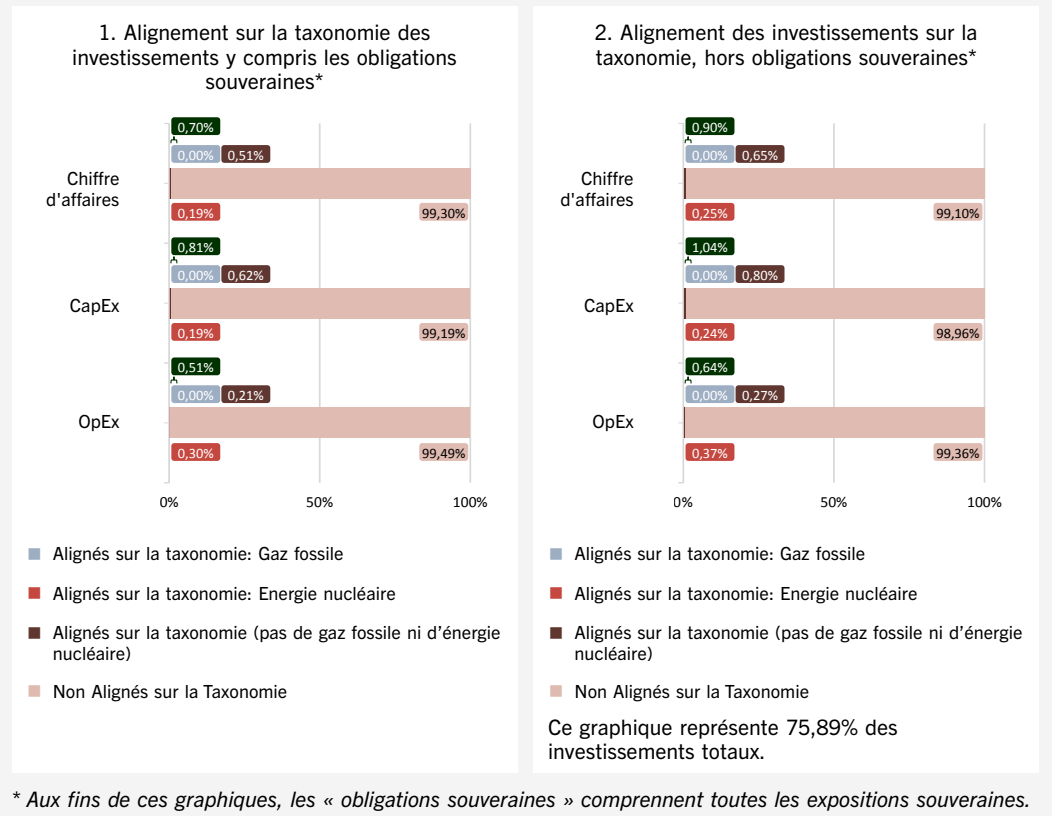 1. Alignement sur la taxonomie des
investissements y compris les obligations
souveraines*
0,70%
0,00% 0,51%
Chiffre
d'affaires
0,19% 99,30%
0,81%
0,00% 0,62%
CapEx
0,19% 99,19%
0,51%
0,00% 0,21%
OpEx
0,30% 99,49%
0% 50% 100%
Alignés sur la taxonomie: Gaz fossile
Alignés sur la taxonomie: Energie nucléaire
Alignés sur la taxonomie (pas de gaz fossile ni d’énergie
nucléaire)
Non Alignés sur la Taxonomie
2. Alignement des investissements sur la
taxonomie, hors obligations souveraines*
0,90%
0,00% 0,65%
Chiffre
d'affaires
0,25% 99,10%
1,04%
0,00% 0,80%
CapEx
0,24% 98,96%
0,64%
0,00% 0,27%
OpEx
0,37% 99,36%
0% 50% 100%
Alignés sur la taxonomie: Gaz fossile
Alignés sur la taxonomie: Energie nucléaire
Alignés sur la taxonomie (pas de gaz fossile ni d’énergie
nucléaire)
Non Alignés sur la Taxonomie
Ce graphique représente 75,89% des
investissements totaux.
* Aux fins de ces graphiques, les « obligations souveraines » comprennent toutes les expositions souveraines.